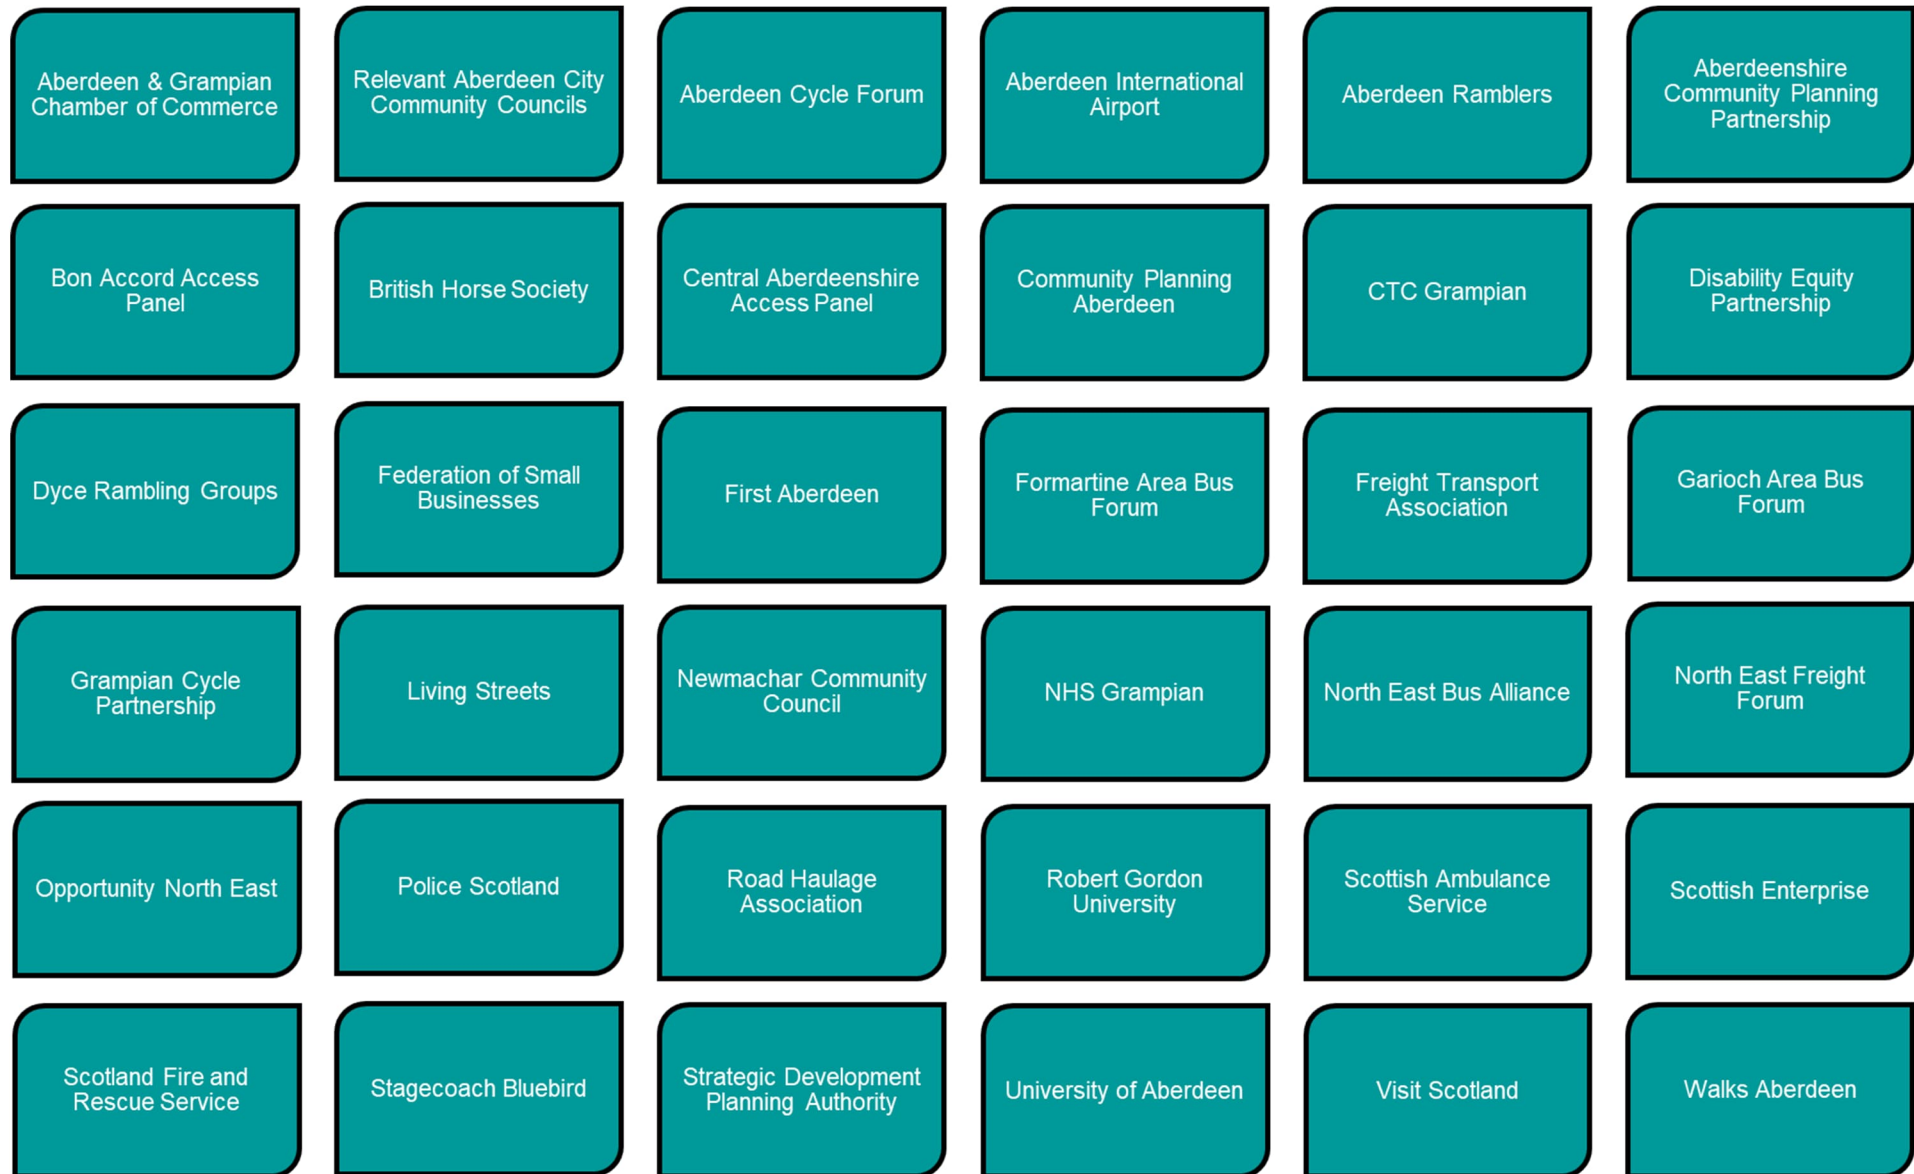 Aberdeen & Grampian
Chamber of Commerce
Relevant Aberdeen City
Community Councils
Aberdeen Cycle Forum
Aberdeen International
Airport
Aberdeen Ramblers
Aberdeenshire
Community Planning
Partnership
Bon Accord Access
Panel
British Horse Society
Central Aberdeenshire
Access Panel
Community Planning
Aberdeen
CTC Grampian
Disability Equity
Partnership
Dyce Rambling Groups
Federation of Small
Businesses
First Aberdeen
Formartine Area Bus
Forum
Freight Transport
Association
Garioch Area Bus
Forum
Grampian Cycle
Partnership
Living Streets
Newmachar Community
Council
NHS Grampian
North East Bus Alliance
North East Freight
Forum
Opportunity North East
Police Scotland
Road Haulage
Association
Robert Gordon
University
Scottish Ambulance
Service
Scottish Enterprise
Scotland Fire and
Rescue Service
Stagecoach Bluebird
Strategic Development
Planning Authority
University of Aberdeen
Visit Scotland
Walks Aberdeen